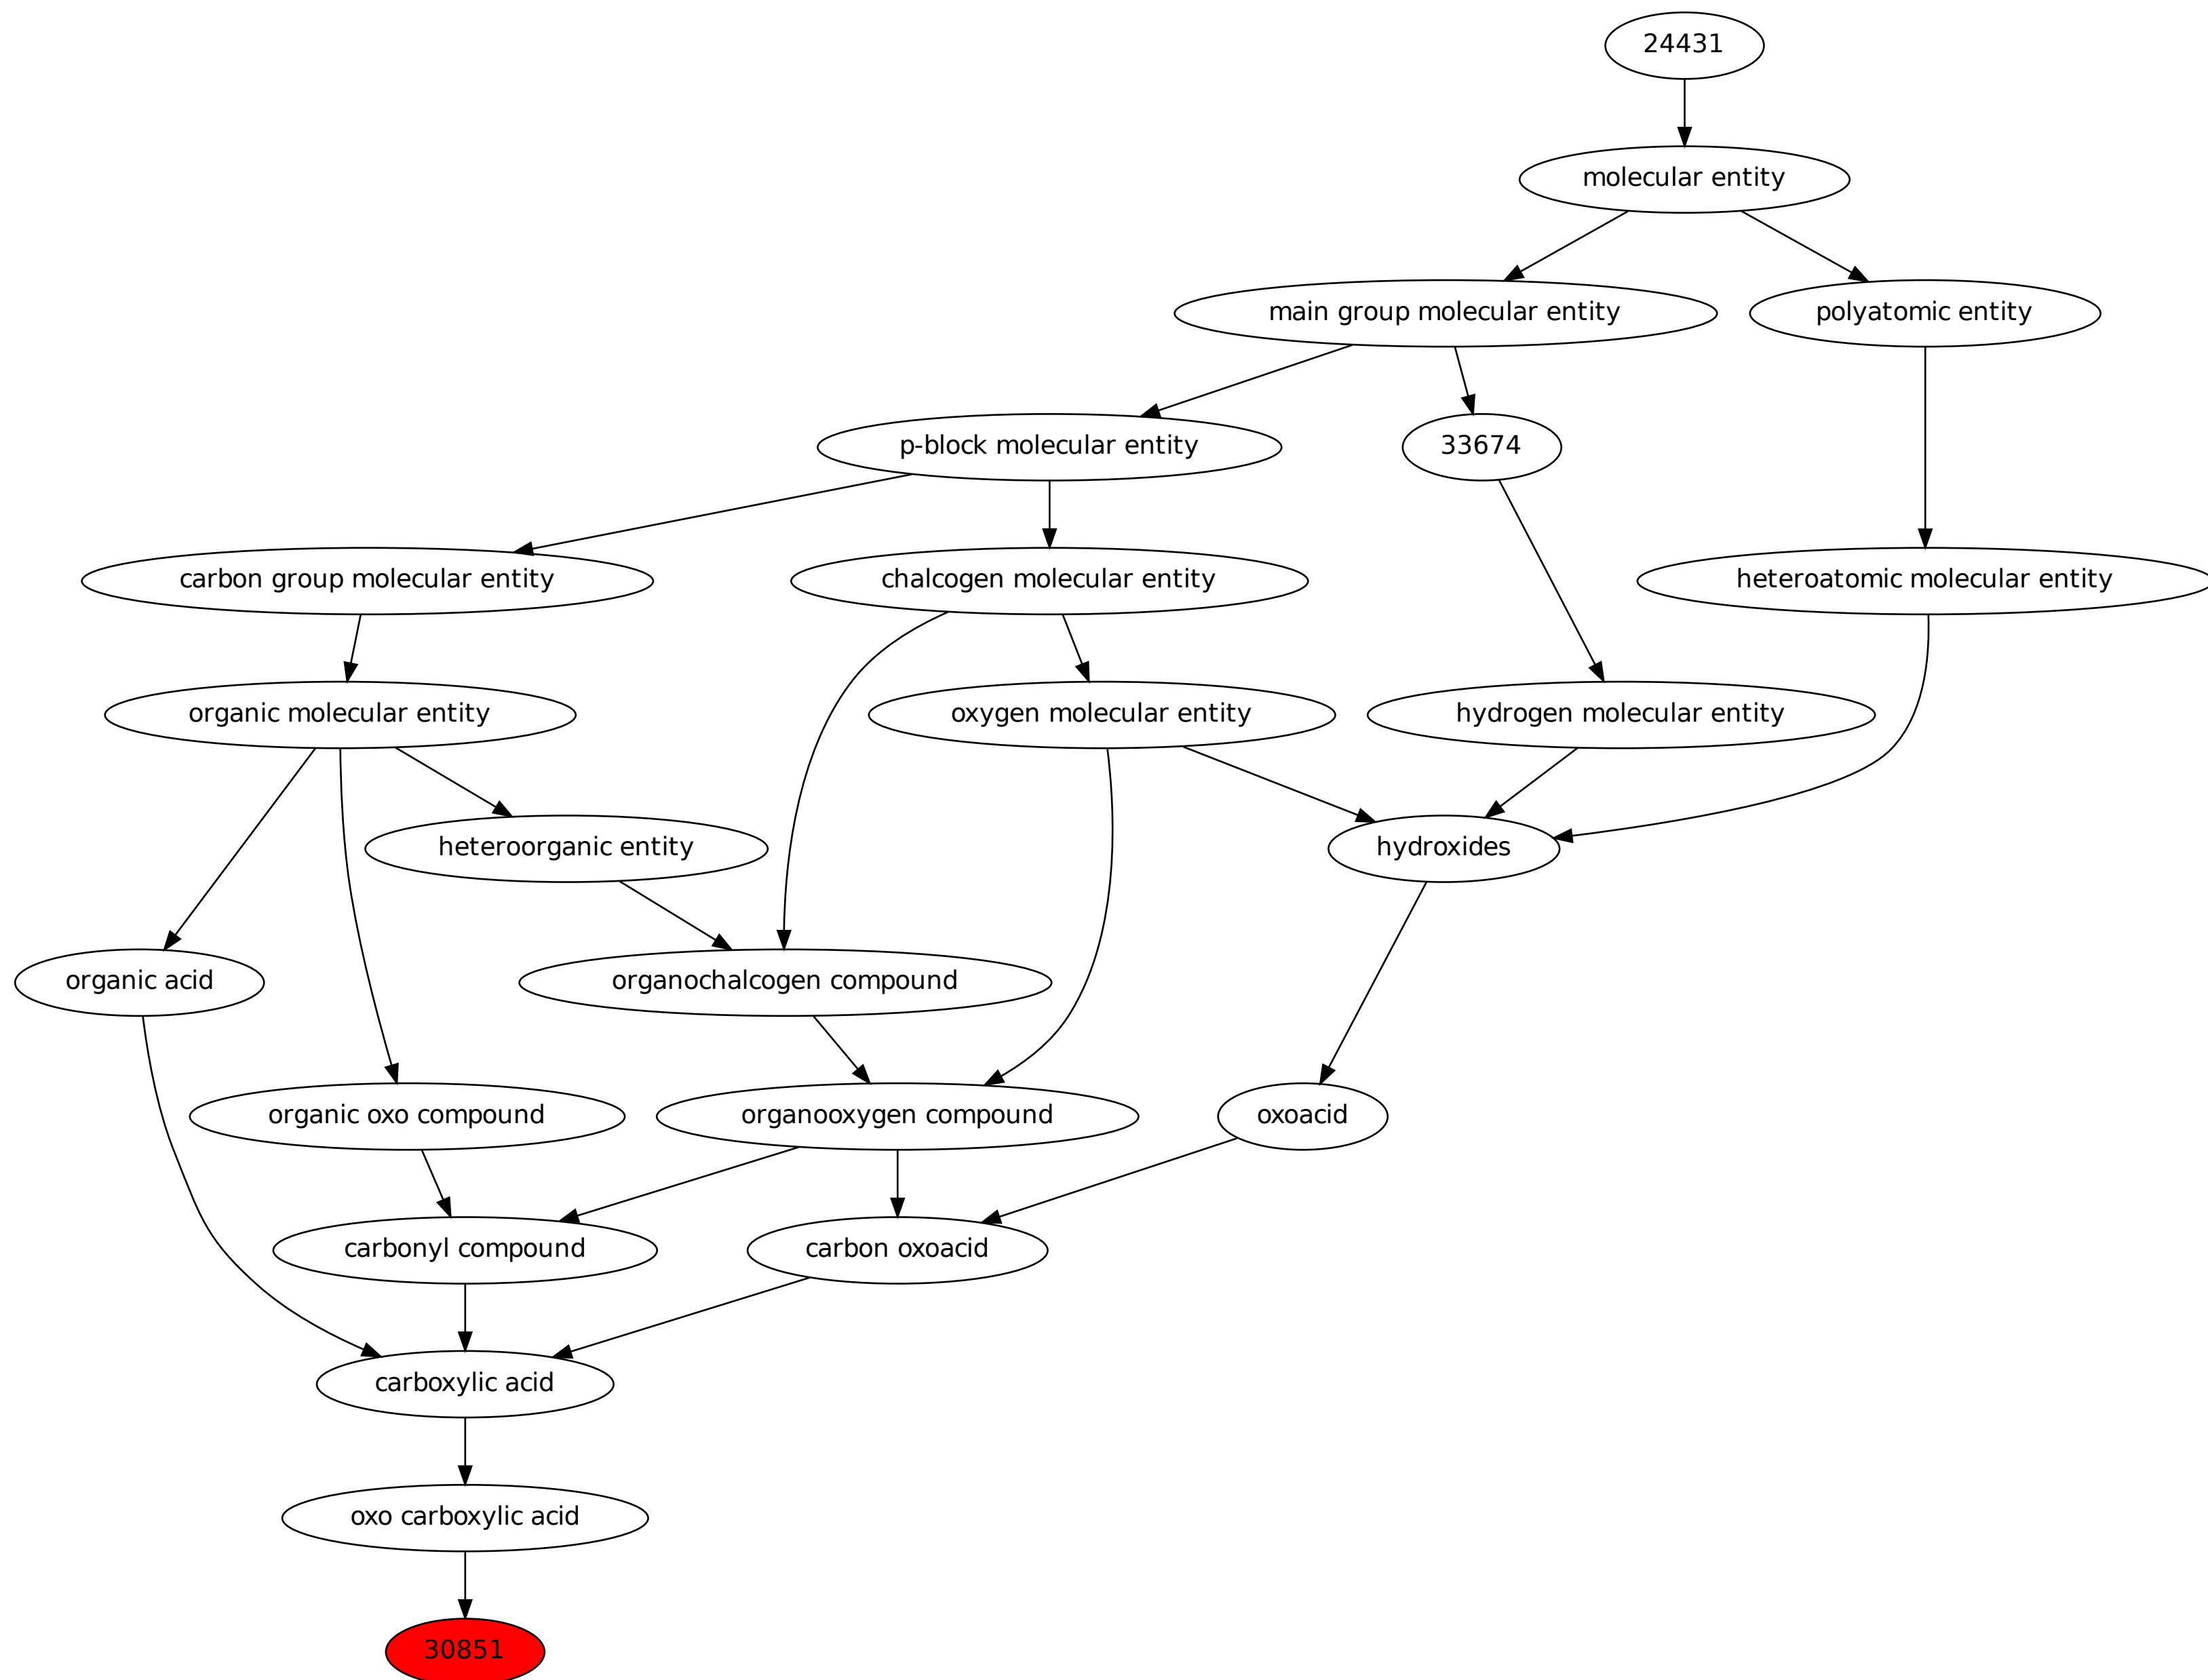 24431
molecular entity
main group molecular entity
polyatomic entity
p-block molecular entity
33674
carbon group molecular entity
chalcogen molecular entity
heteroatomic molecular entity
organic molecular entity
oxygen molecular entity
hydrogen molecular entity
heteroorganic entity
hydroxides
organic acid
organochalcogen compound
organic oxo compound
organooxygen compound
oxoacid
carbonyl compound
carbon oxoacid
carboxylic acid
oxo carboxylic acid
30851